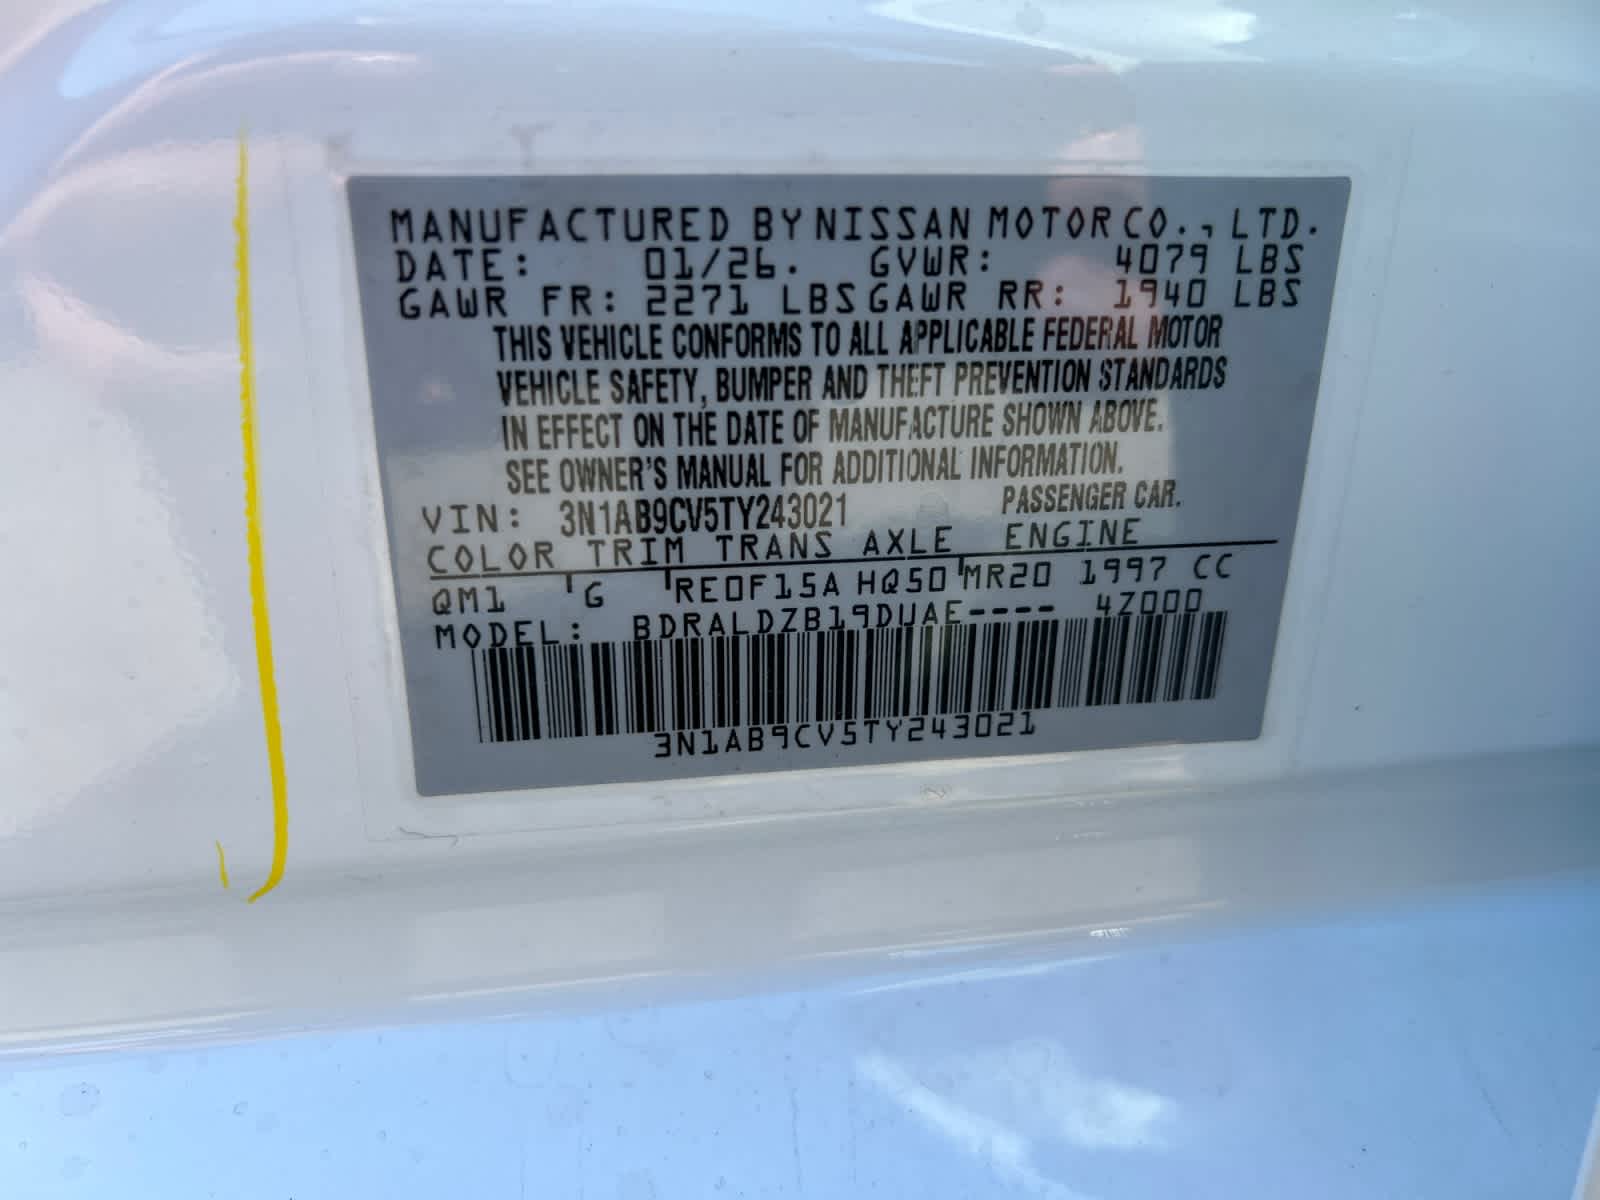 MANUFACTURED BY NISSAN MOTOR CO., LTD.
DATE: 01/26. GVWR: 4079 LBS
GAWR FR: 2271 LBS GAWR RR: 1940 LBS
THIS VEHICLE CONFORMS TO ALL APPLICABLE FEDERAL MOTOR
VEHICLE SAFETY, BUMPER AND THEFT PREVENTION STANDARDS
IN EFFECT ON THE DATE OF MANUFACTURE SHOWN ABOVE.
SEE OWNER'S MANUAL FOR ADDITIONAL INFORMATION.
VIN: 3N1AB9CV5TY243021 PASSENGER CAR.
COLOR TRIM TRANS AXLE ENGINE
QM1 G RE0F15A HQ50 MR20 1997 CC
MODEL: BDRALDZB19DUAE---- 4Z000
3N1AB9CV5TY243021